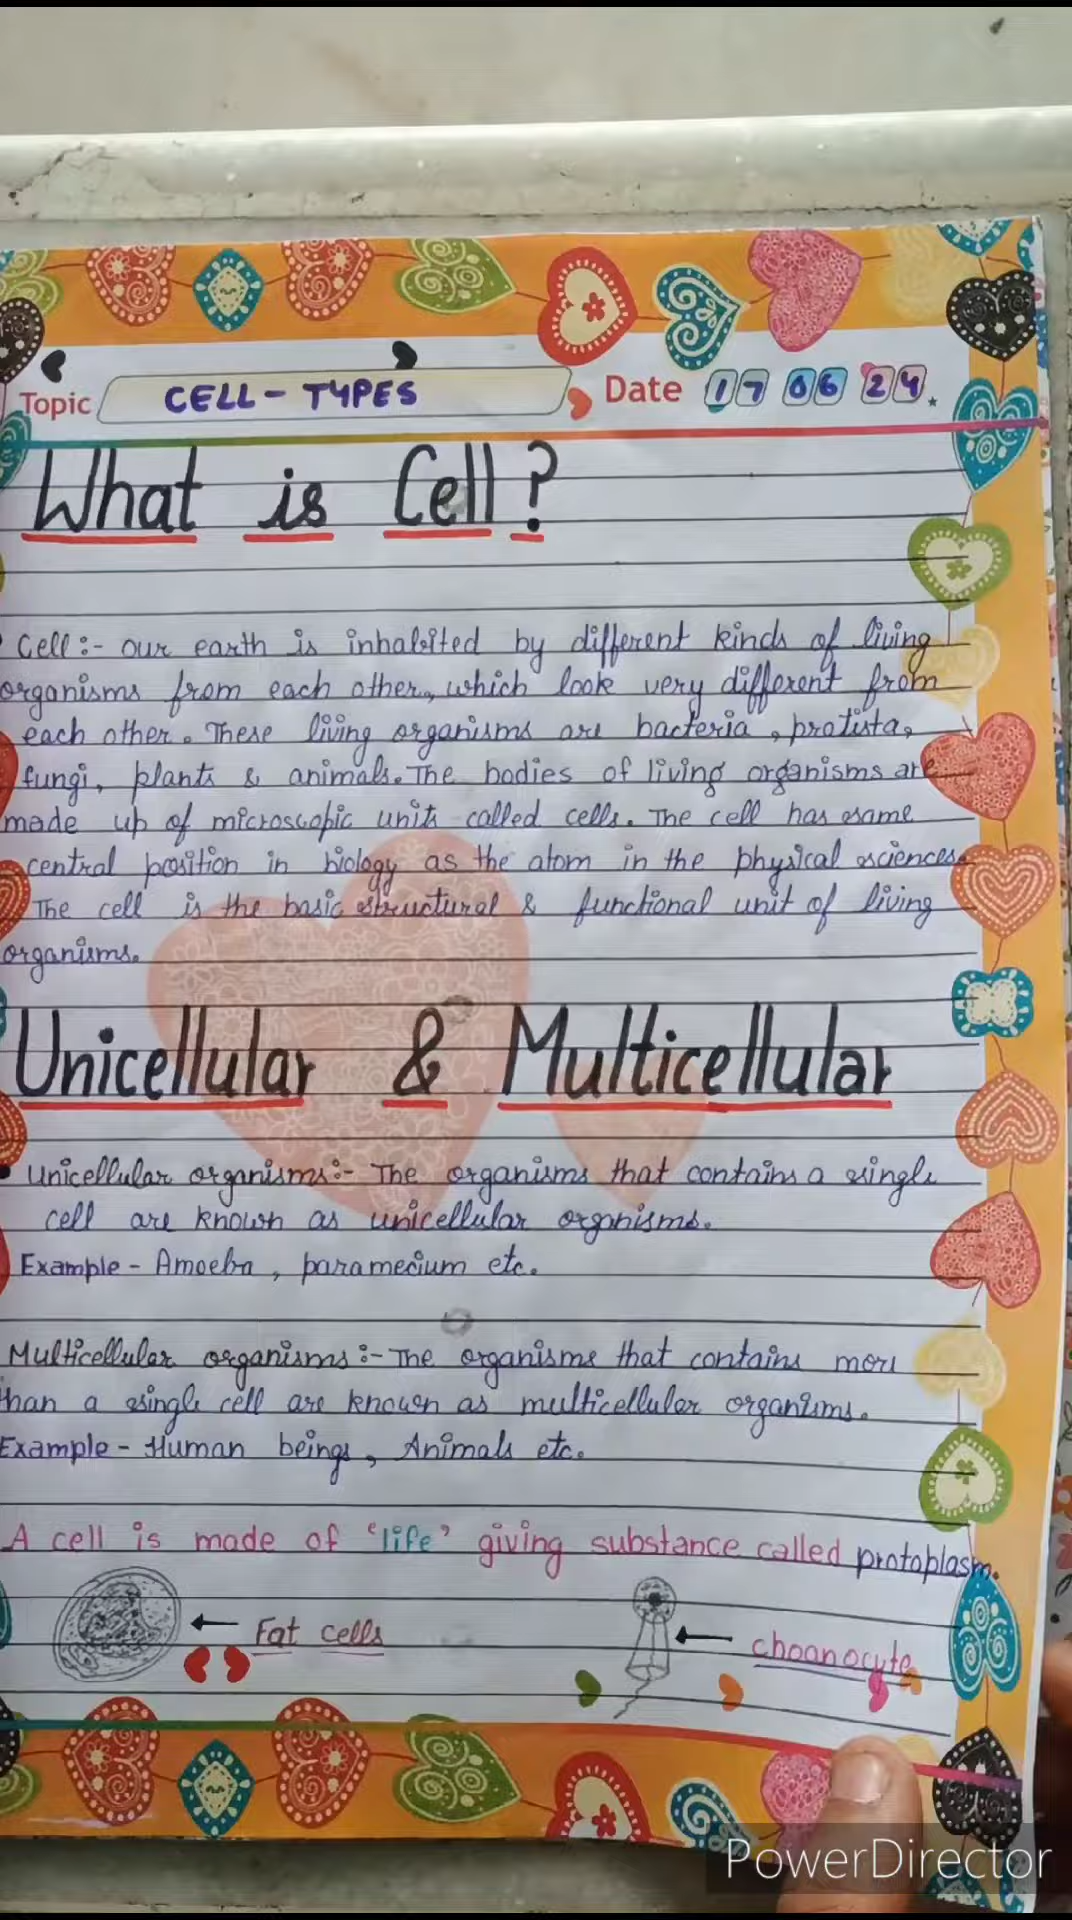 Topic CELL - TYPES Date 17 06 24
What is Cell ?
Cell :- our earth is inhabited by different kinds of living
organisms from each other, which look very different from
each other. These living organisms are bacteria, protista,
fungi, plants & animals. The bodies of living organisms are
made up of microscopic units called cells. The cell has same
central position in biology as the atom in the physical sciences.
The cell is the basic structural & functional unit of living
organisms.
Unicellular & Multicellular
• Unicellular organisms :- The organisms that contains a single
cell are known as unicellular organisms.
Example - Amoeba, paramecium etc.
Multicellular organisms :- The organisms that contains more
than a single cell are known as multicellular organisms.
Example - Human beings, Animals etc.
A cell is made of 'life' giving substance called protoplasm.
← Fat cells
← choanocyte
PowerDirector